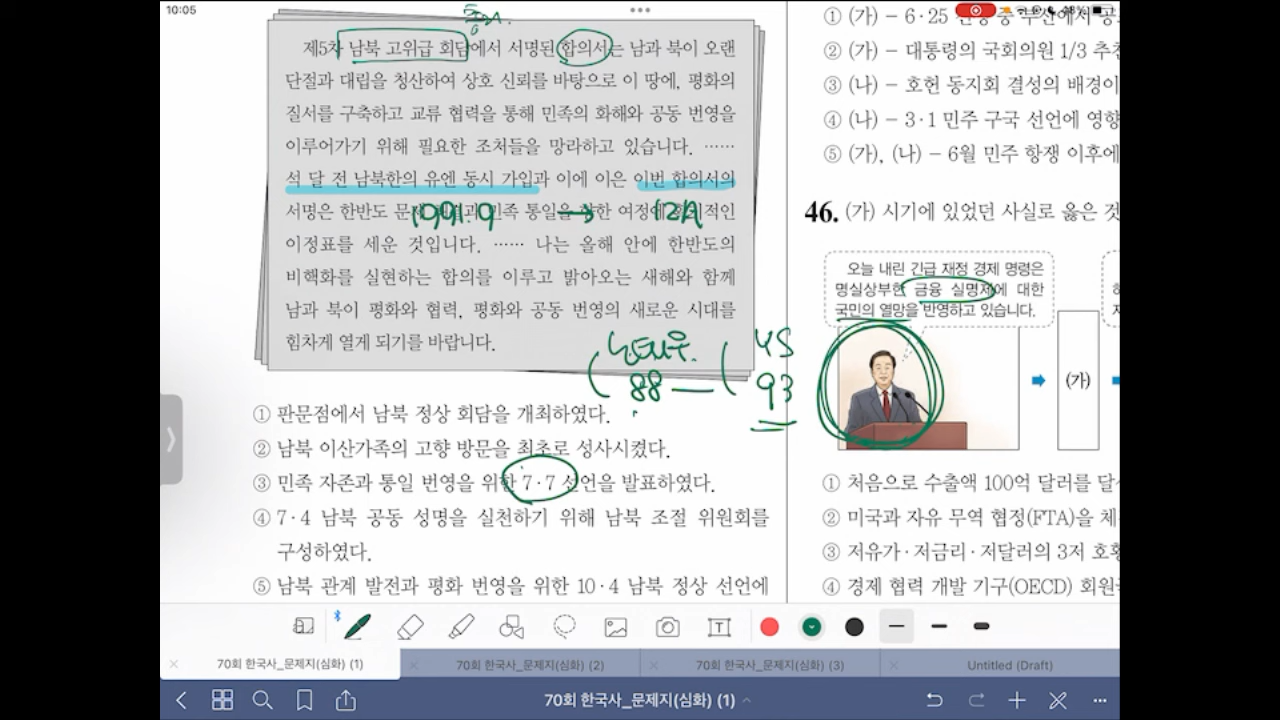 10:05
48%
총리
제5차 남북 고위급 회담에서 서명된 합의서는 남과 북이 오랜
단절과 대립을 청산하여 상호 신뢰를 바탕으로 이 땅에, 평화의
질서를 구축하고 교류 협력을 통해 민족의 화해와 공동 번영을
이루어가기 위해 필요한 조처들을 망라하고 있습니다. ……
석 달 전 남북한의 유엔 동시 가입과 이에 이은 이번 합의서의
서명은 한반도 문제 민족 통일을 여정에
1991.9 → 12月
이정표를 세운 것입니다. …… 나는 올해 안에 한반도의
비핵화를 실현하는 합의를 이루고 밝아오는 새해와 함께
남과 북이 평화와 협력, 평화와 공동 번영의 새로운 시대를
힘차게 열게 되기를 바랍니다.
노태우 YS
88 — 93
① 판문점에서 남북 정상 회담을 개최하였다.
② 남북 이산가족의 고향 방문을 최초로 성사시켰다.
③ 민족 자존과 통일 번영을 위한 7·7 선언을 발표하였다.
④ 7·4 남북 공동 성명을 실천하기 위해 남북 조절 위원회를
구성하였다.
⑤ 남북 관계 발전과 평화 번영을 위한 10·4 남북 정상 선언에
① (가) - 6·25
② (가) - 대통령의 국회의원 1/3 추천
③ (나) - 호헌 동지회 결성의 배경이
④ (나) - 3·1 민주 구국 선언에 영향
⑤ (가), (나) - 6월 민주 항쟁 이후에
46. (가) 시기에 있었던 사실로 옳은 것
오늘 내린 긴급 재정 경제 명령은
명실상부한 금융 실명제에 대한
국민의 열망을 반영하고 있습니다.
(가)
① 처음으로 수출액 100억 달러를 달
② 미국과 자유 무역 협정(FTA)을 체
③ 저유가·저금리·저달러의 3저 호황
④ 경제 협력 개발 기구(OECD) 회원국
70회 한국사_문제지(심화) (1)
70회 한국사_문제지(심화) (2)
70회 한국사_문제지(심화) (3)
Untitled (Draft)
70회 한국사_문제지(심화) (1)